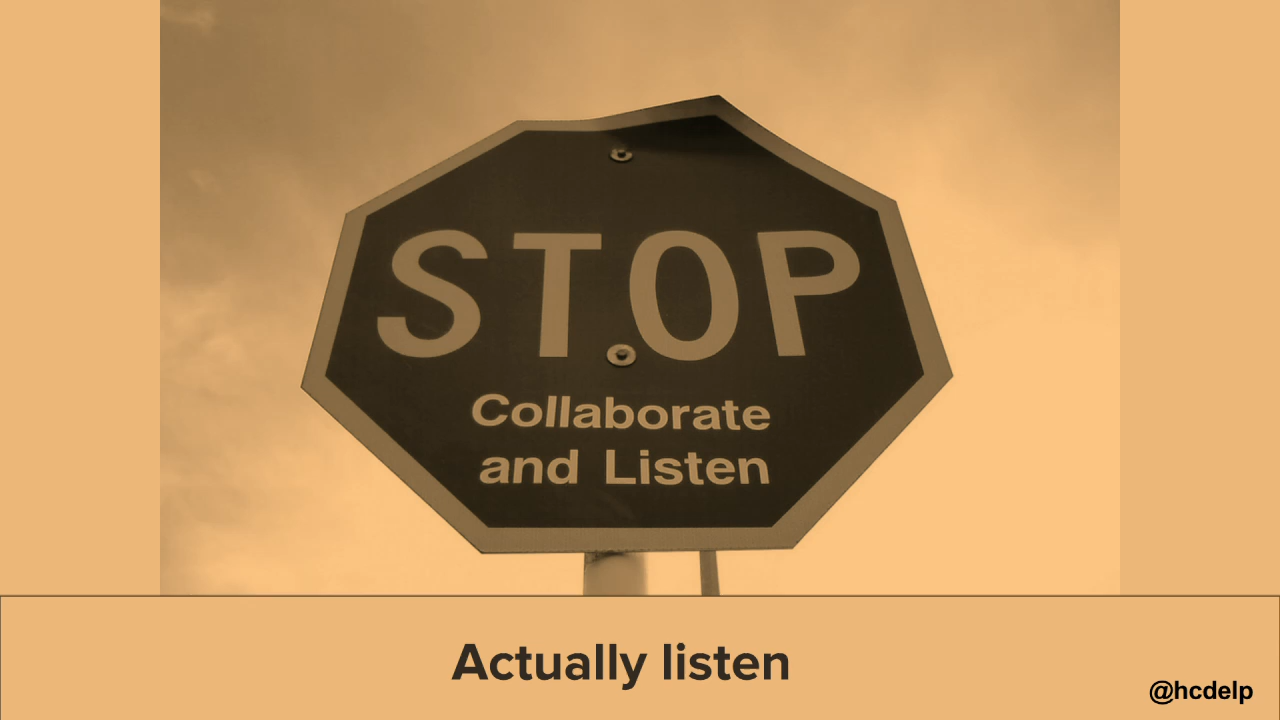 STOP
Collaborate
and Listen
Actually listen
@hcdelp